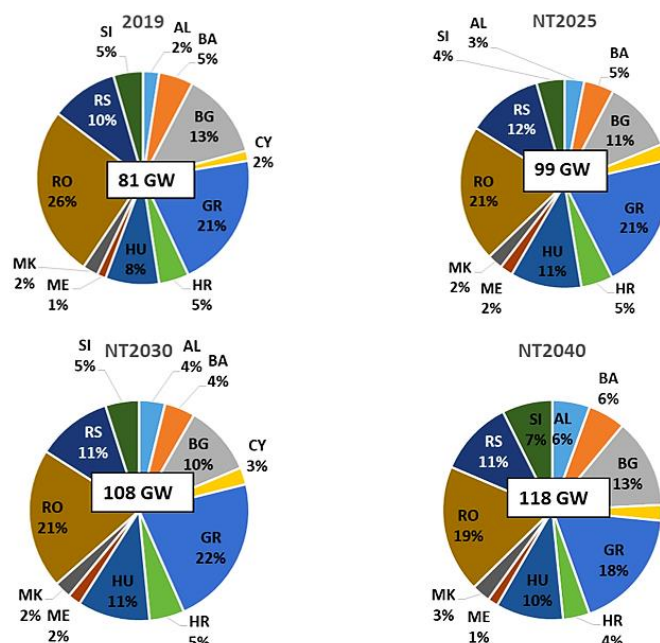 2019
SI
5%
AL
2%
BA
5%
BG
13%
CY
2%
GR
21%
HR
5%
HU
8%
ME
1%
MK
2%
RO
26%
RS
10%
81 GW
NT2025
SI
4%
AL
3%
BA
5%
BG
11%
GR
21%
HR
5%
HU
11%
ME
2%
MK
2%
RO
21%
RS
12%
99 GW
NT2030
SI
5%
AL
4%
BA
4%
BG
10%
CY
3%
GR
22%
HR
5%
HU
11%
ME
2%
MK
2%
RO
21%
RS
11%
108 GW
NT2040
SI
7%
AL
6%
BA
6%
BG
13%
GR
18%
HR
4%
HU
10%
ME
1%
MK
3%
RO
19%
RS
11%
118 GW